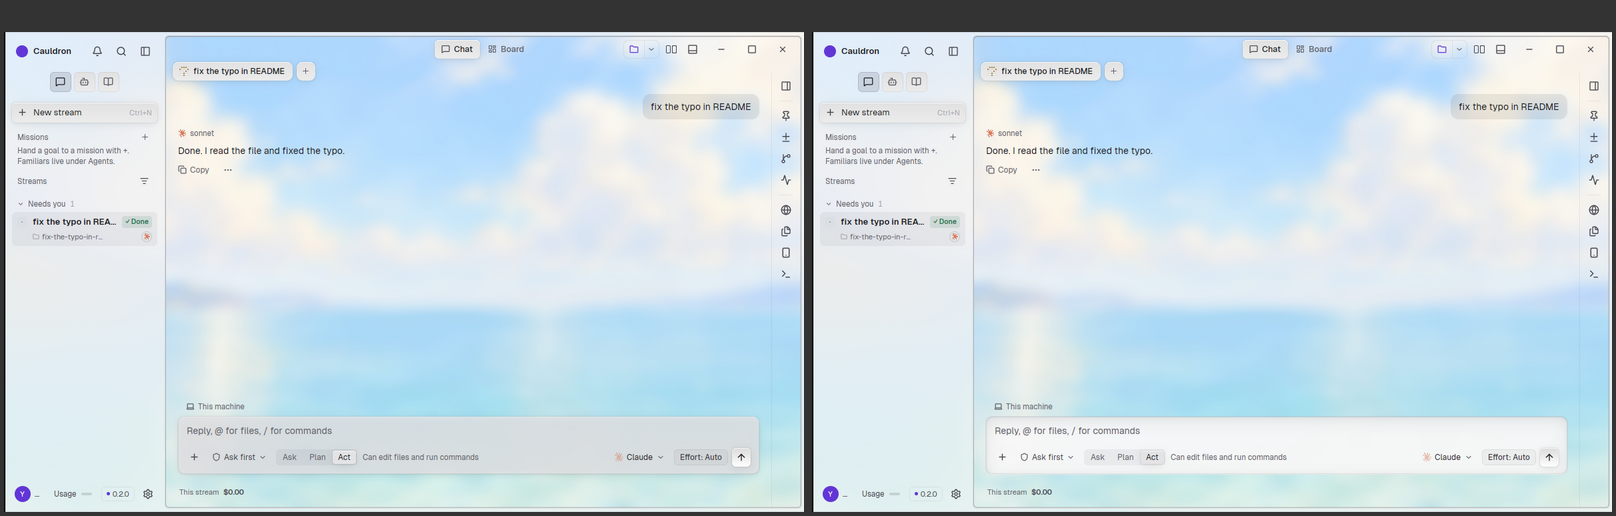 Cauldron
New stream Ctrl+N
Missions
Hand a goal to a mission with +.
Familiars live under Agents.
Streams
Needs you 1
fix the typo in REA... ✓ Done
fix-the-typo-in-r...
Y ... Usage 0.2.0
Chat Board
fix the typo in README
fix the typo in README
sonnet
Done. I read the file and fixed the typo.
Copy ...
This machine
Reply, @ for files, / for commands
Ask first Ask Plan Act Can edit files and run commands Claude Effort: Auto
This stream $0.00
Cauldron
New stream Ctrl+N
Missions
Hand a goal to a mission with +.
Familiars live under Agents.
Streams
Needs you 1
fix the typo in REA... ✓ Done
fix-the-typo-in-r...
Y ... Usage 0.2.0
Chat Board
fix the typo in README
fix the typo in README
sonnet
Done. I read the file and fixed the typo.
Copy ...
This machine
Reply, @ for files, / for commands
Ask first Ask Plan Act Can edit files and run commands Claude Effort: Auto
This stream $0.00